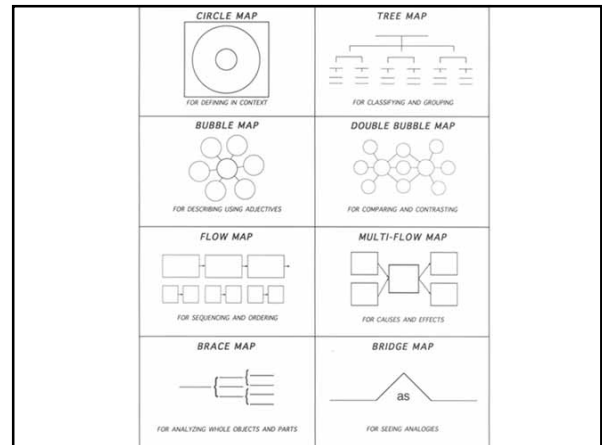 CIRCLE MAP
FOR DEFINING IN CONTEXT
TREE MAP
FOR CLASSIFYING AND GROUPING
BUBBLE MAP
FOR DESCRIBING USING ADJECTIVES
DOUBLE BUBBLE MAP
FOR COMPARING AND CONTRASTING
FLOW MAP
FOR SEQUENCING AND ORDERING
MULTI-FLOW MAP
FOR CAUSES AND EFFECTS
BRACE MAP
FOR ANALYZING WHOLE OBJECTS AND PARTS
BRIDGE MAP
as
FOR SEEING ANALOGIES